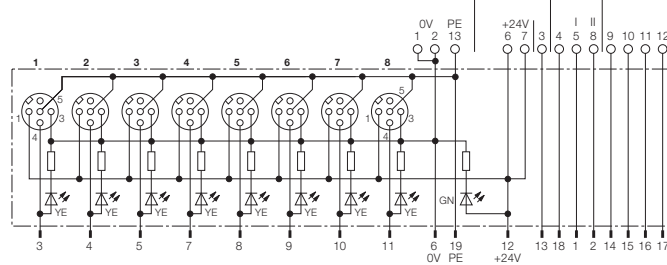 0V PE +24V I II
1 2 13 6 7 3 4 5 8 9 10 11 12
1 2 3 4 5 6 7 8
5 5
1 3 1 3
4 4
YE YE YE YE YE YE YE YE GN
3 4 5 7 8 9 10 11 6 19 12 13 18 1 2 14 15 16 17
0V PE +24V